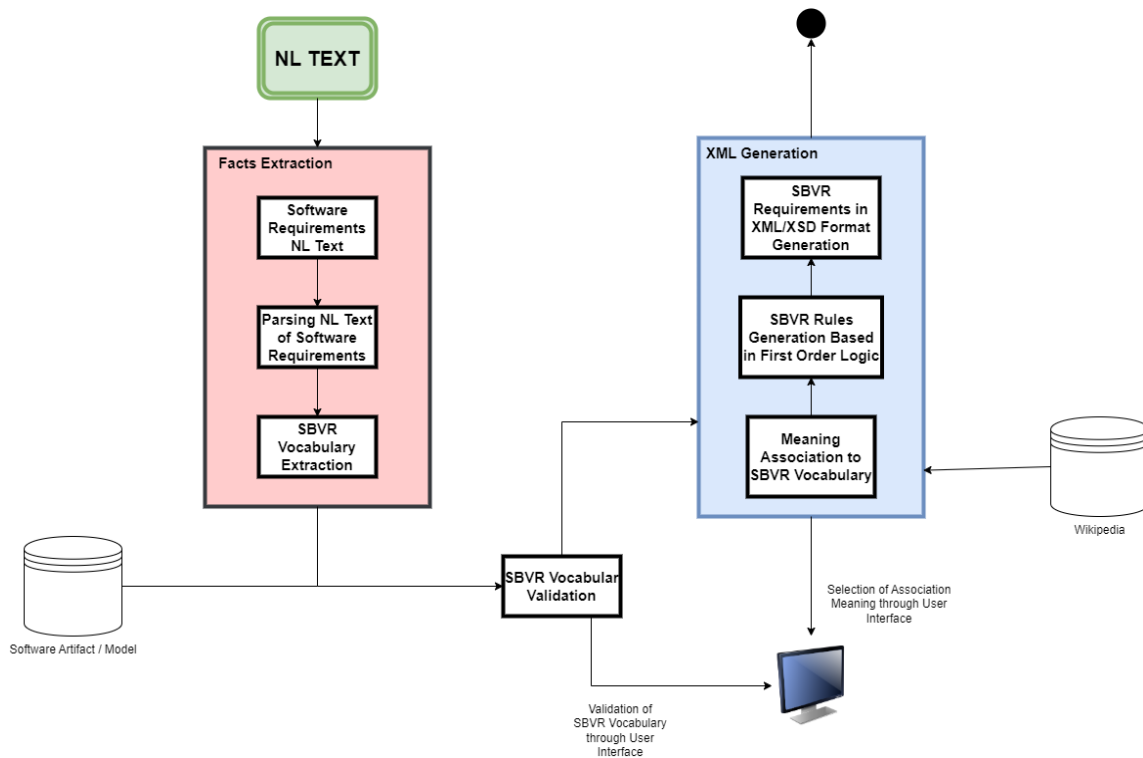 NL TEXT
Facts Extraction
Software
Requirements
NL Text
Parsing NL Text
of Software
Requirements
SBVR
Vocabulary
Extraction
Software Artifact / Model
SBVR Vocabular
Validation
Validation of
SBVR Vocabulary
through User
Interface
XML Generation
SBVR
Requirements in
XML/XSD Format
Generation
SBVR Rules
Generation Based
in First Order Logic
Meaning
Association to
SBVR Vocabulary
Wikipedia
Selection of Association
Meaning through User
Interface